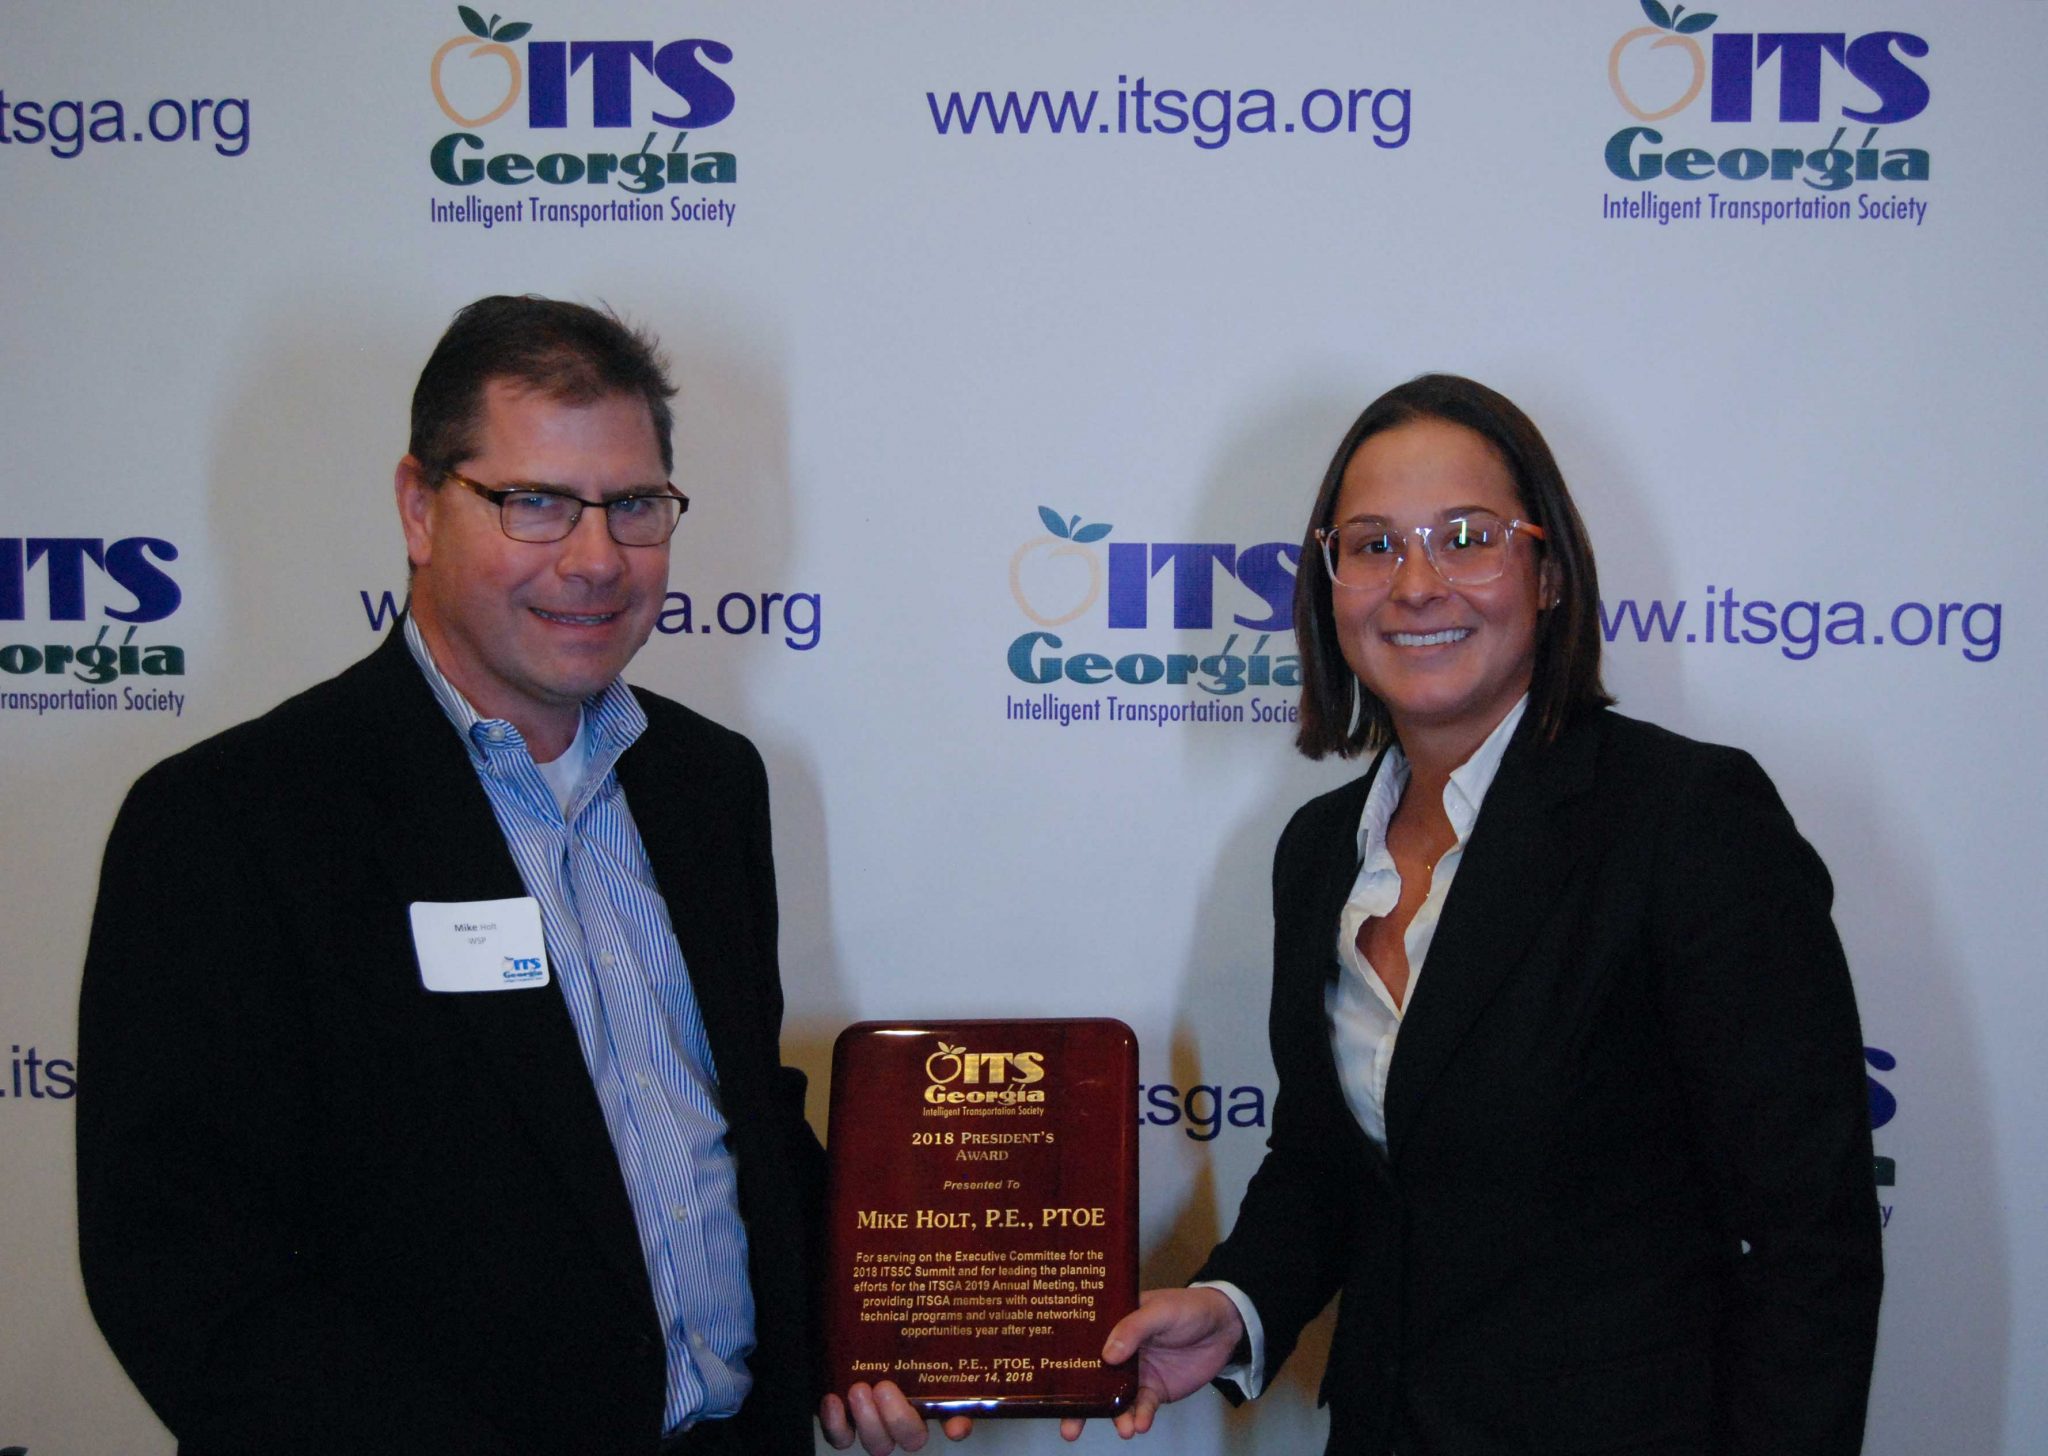 tsga.org
ITS
Georgia
Intelligent Transportation Society
www.itsga.org
ITS
Georgia
Intelligent Transportation Society
ITS
orgia
ransportation Society
w
a.org
ITS
Georgia
Intelligent Transportation Socie
ww.itsga.org
.its
tsga
Mike Holt
WSP
ITS
Georgia
ITS
Georgia
Intelligent Transportation Society
2018 PRESIDENT'S
AWARD
Presented To
MIKE HOLT, P.E., PTOE
For serving on the Executive Committee for the
2018 ITS5C Summit and for leading the planning
efforts for the ITSGA 2019 Annual Meeting, thus
providing ITSGA members with outstanding
technical programs and valuable networking
opportunities year after year.
Jenny Johnson, P.E., PTOE, President
November 14, 2018
S
a
y